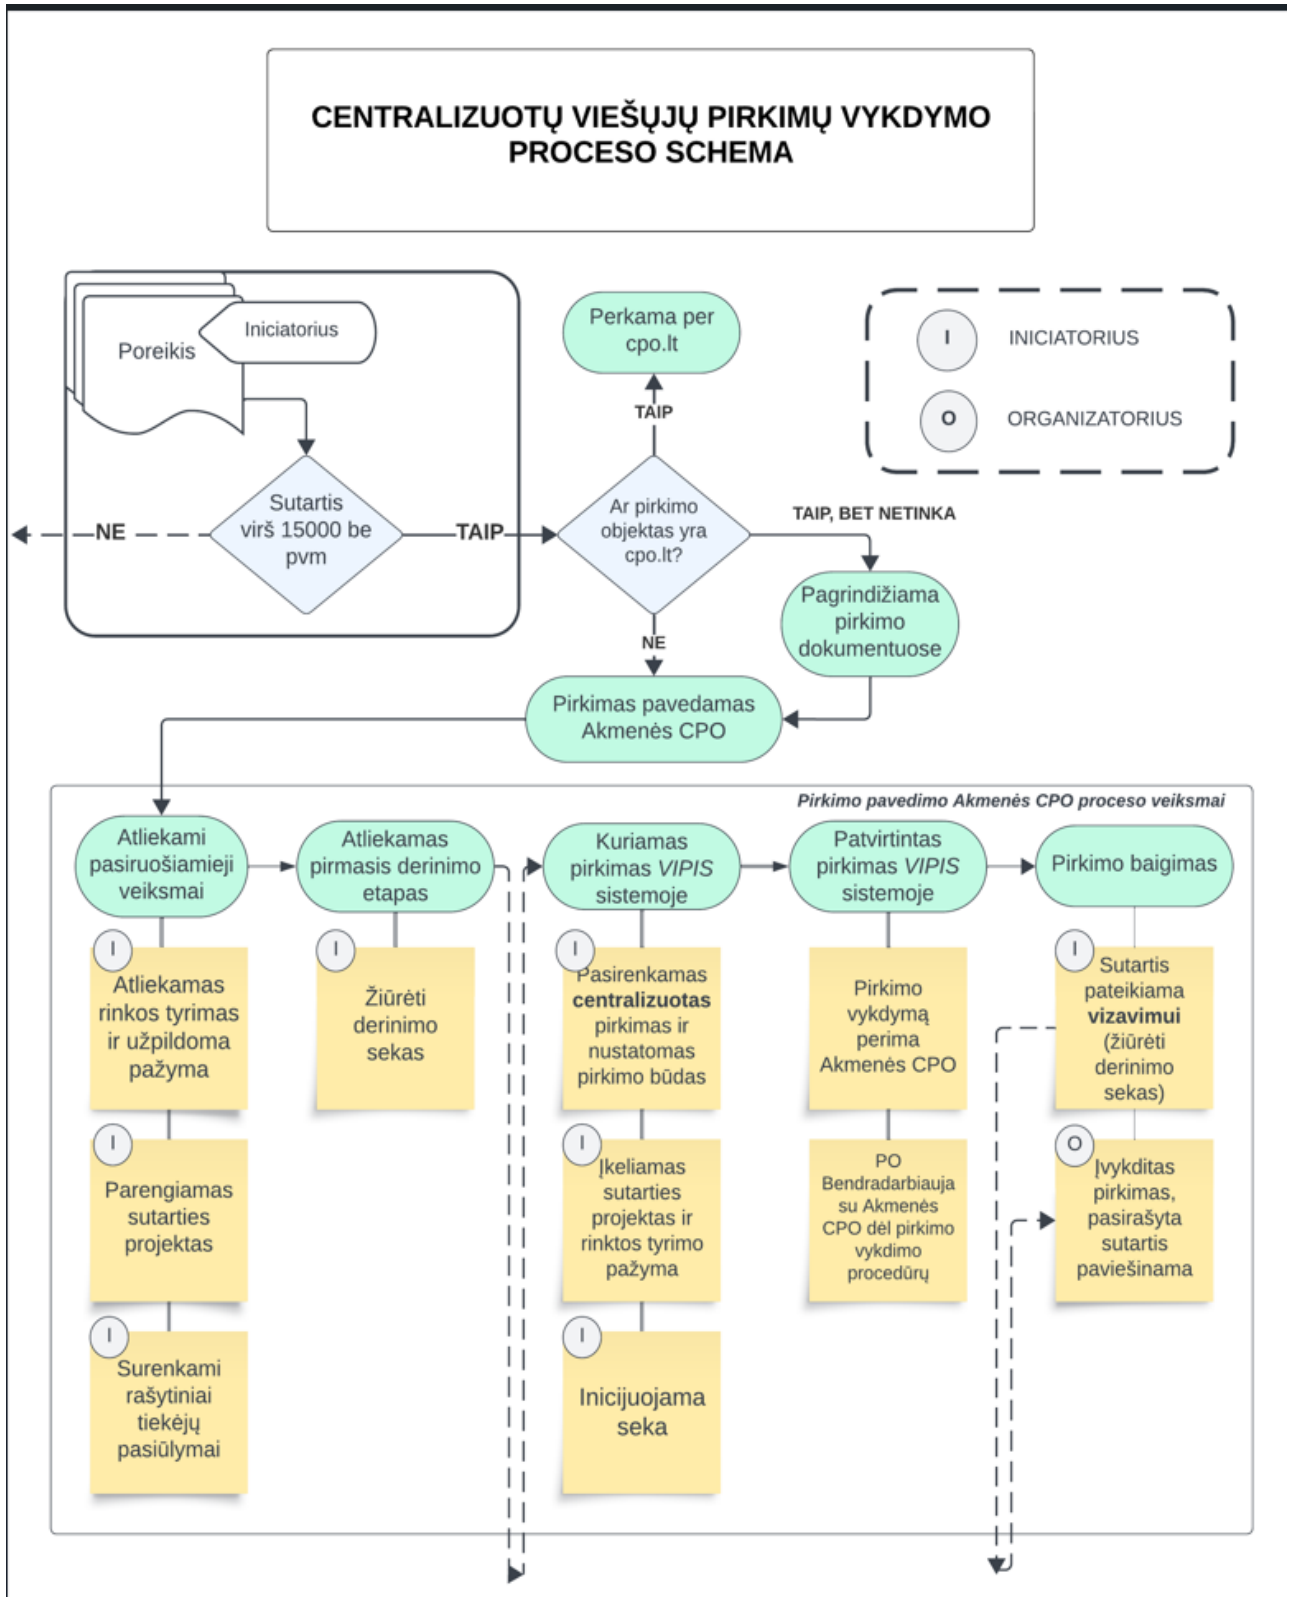 CENTRALIZUOTŲ VIEŠŲJŲ PIRKIMŲ VYKDYMO
PROCESO SCHEMA
Poreikis
Iniciatorius
Perkama per
cpo.lt
I
INICIATORIUS
O
ORGANIZATORIUS
TAIP
Sutartis
virš 15000 be
pvm
NE
TAIP
Ar pirkimo
objektas yra
cpo.lt?
TAIP, BET NETINKA
Pagrindižiama
pirkimo
dokumentuose
NE
Pirkimas pavedamas
Akmenės CPO
Pirkimo pavedimo Akmenės CPO proceso veiksmai
Atliekami
pasiruošiamieji
veiksmai
Atliekamas
pirmasis derinimo
etapas
Kuriamas
pirkimas VIPIS
sistemoje
Patvirtintas
pirkimas VIPIS
sistemoje
Pirkimo baigimas
I
Atliekamas
rinkos tyrimas
ir užpildoma
pažyma
I
Žiūrėti
derinimo
sekas
I
Pasirenkamas
centralizuotas
pirkimas ir
nustatomas
pirkimo būdas
Pirkimo
vykdymą
perima
Akmenės CPO
I
Sutartis
pateikiama
vizavimui
(žiūrėti
derinimo
sekas)
I
Parengiamas
sutarties
projektas
I
Įkeliamas
sutarties
projektas ir
rinktos tyrimo
pažyma
PO
Bendradarbiauja
su Akmenės
CPO dėl pirkimo
vykdimo
procedūrų
O
Įvykditas
pirkimas,
pasirašyta
sutartis
paviešinama
I
Surenkami
rašytiniai
tiekėjų
pasiūlymai
I
Inicijuojama
seka